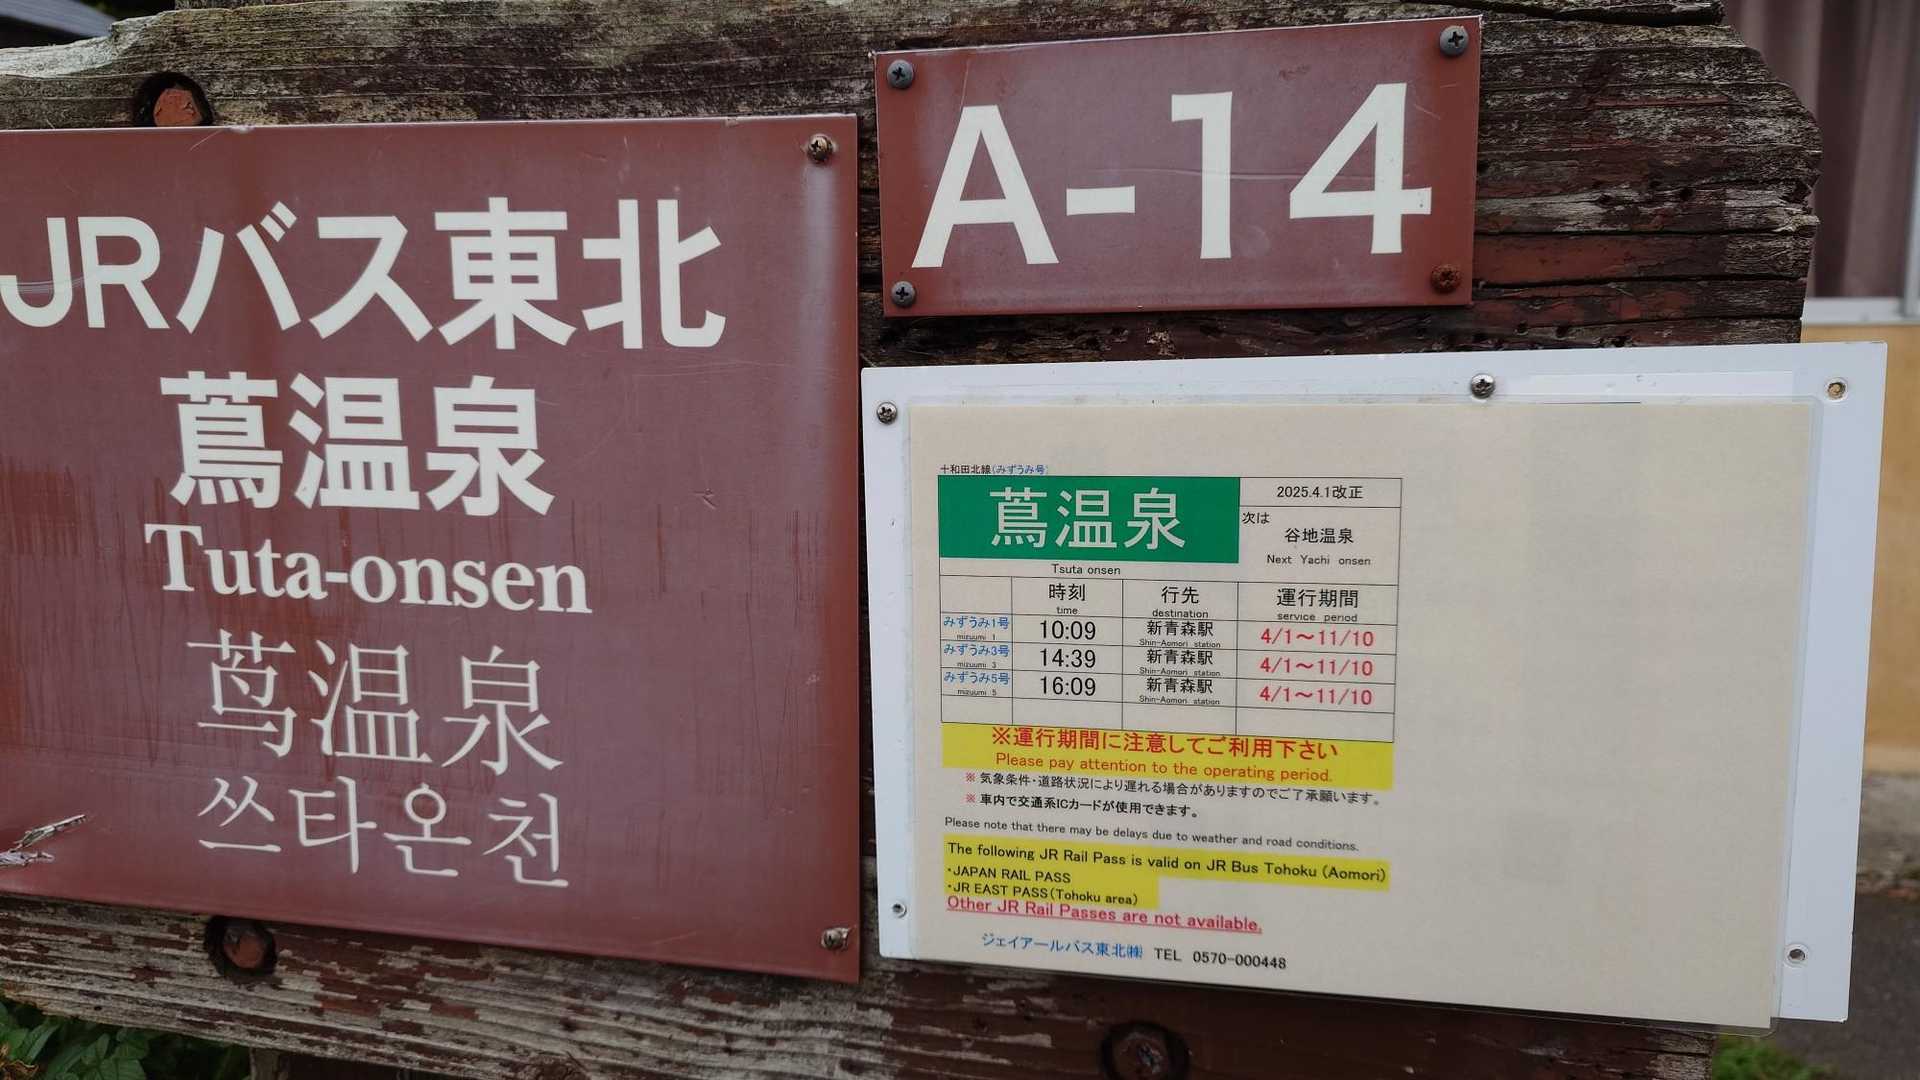 JRバス東北
蔦温泉
Tuta-onsen
茑温泉
쓰타온천
A-14
十和田北線(みずうみ号)
蔦温泉
Tsuta onsen
2025.4.1改正
次は
谷地温泉
Next Yachi onsen
時刻 行先 運行期間
time destination service period
みずうみ1号 10:09 新青森駅 4/1～11/10
mizuumi 1 Shin-Aomori station
みずうみ3号 14:39 新青森駅 4/1～11/10
mizuumi 3 Shin-Aomori station
みずうみ5号 16:09 新青森駅 4/1～11/10
mizuumi 5 Shin-Aomori station
※運行期間に注意してご利用下さい
Please pay attention to the operating period.
※ 気象条件・道路状況により遅れる場合がありますのでご了承願います。
※ 車内で交通系ICカードが使用できます。
Please note that there may be delays due to weather and road conditions.
The following JR Rail Pass is valid on JR Bus Tohoku (Aomori)
・JAPAN RAIL PASS
・JR EAST PASS(Tohoku area)
Other JR Rail Passes are not available.
ジェイアールバス東北㈱ TEL 0570-000448